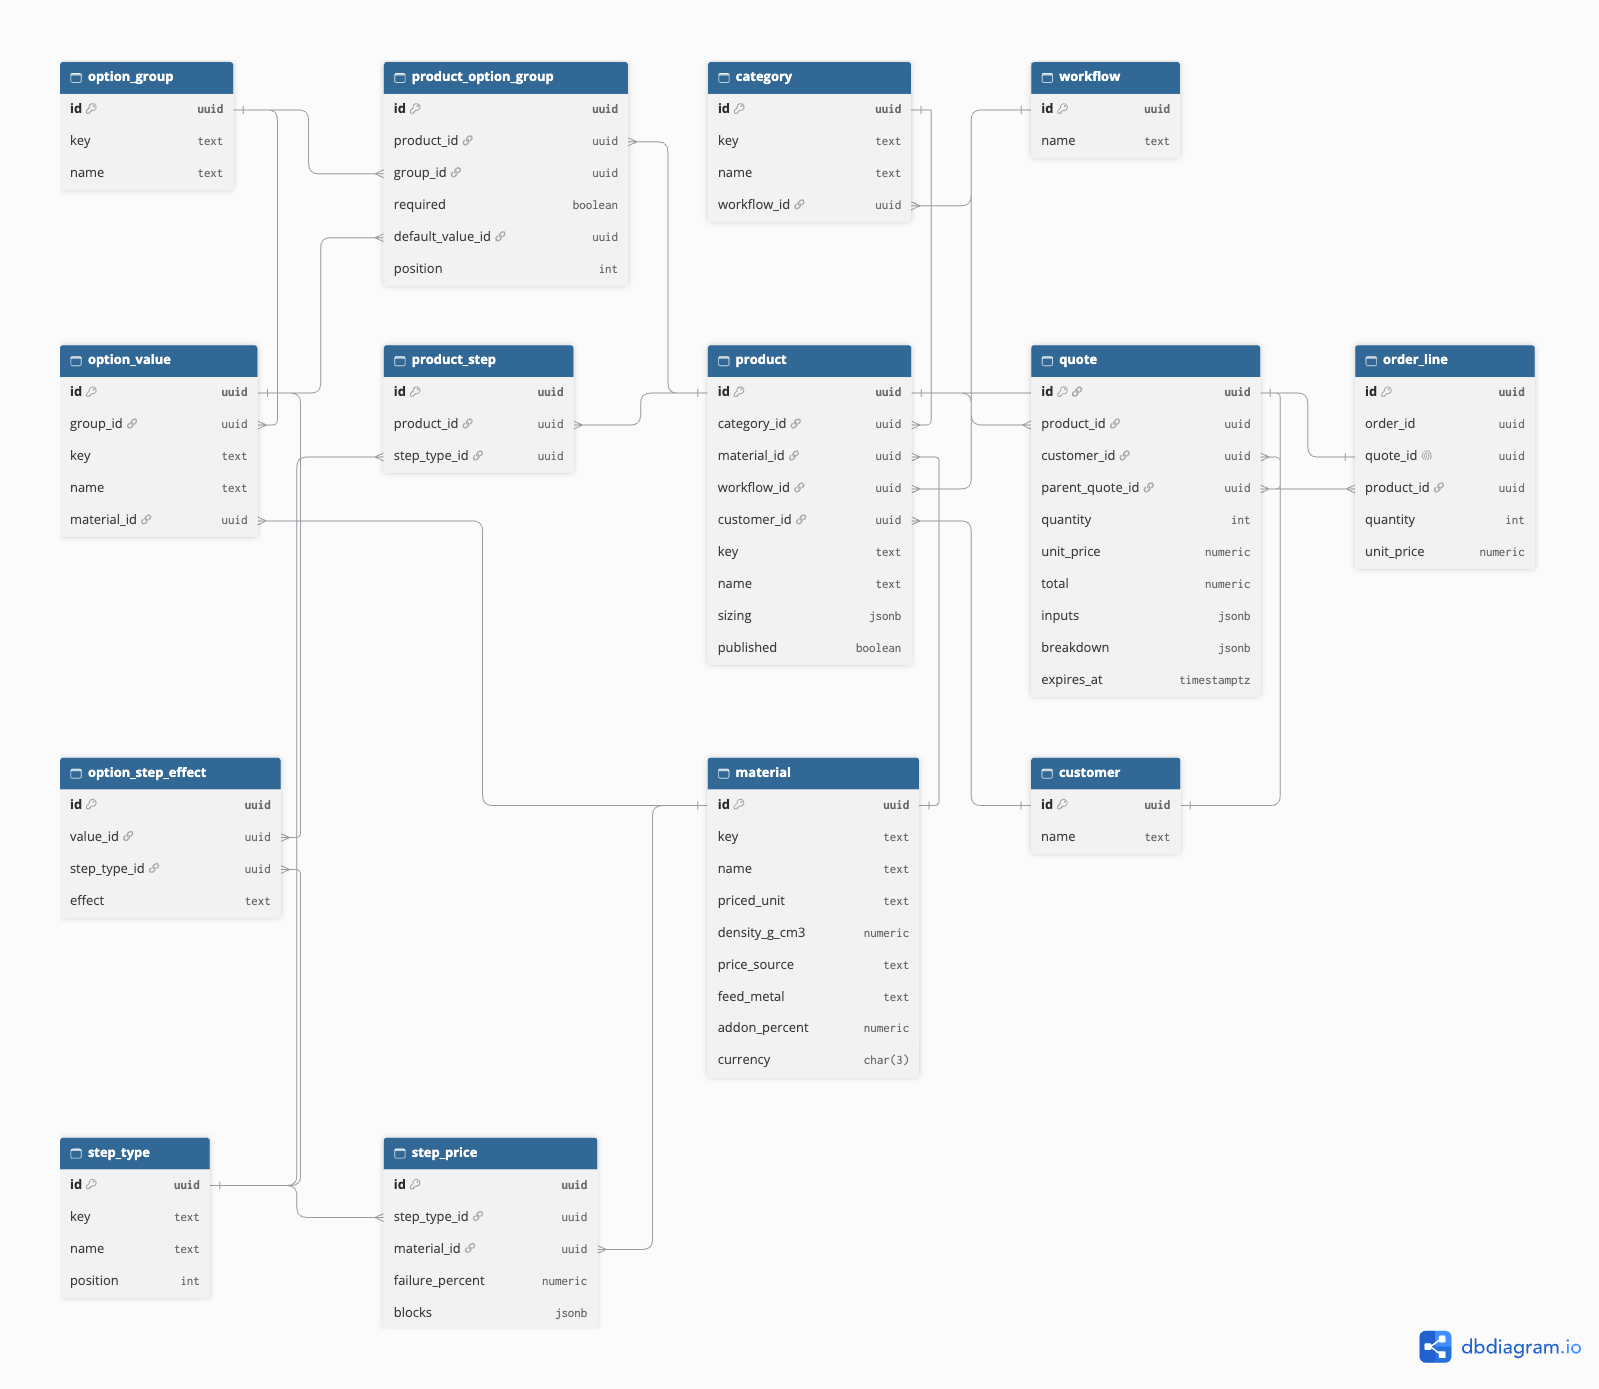 option_group
id uuid
key text
name text
product_option_group
id uuid
product_id uuid
group_id uuid
required boolean
default_value_id uuid
position int
category
id uuid
key text
name text
workflow_id uuid
workflow
id uuid
name text
option_value
id uuid
group_id uuid
key text
name text
material_id uuid
product_step
id uuid
product_id uuid
step_type_id uuid
product
id uuid
category_id uuid
material_id uuid
workflow_id uuid
customer_id uuid
key text
name text
sizing jsonb
published boolean
quote
id uuid
product_id uuid
customer_id uuid
parent_quote_id uuid
quantity int
unit_price numeric
total numeric
inputs jsonb
breakdown jsonb
expires_at timestamptz
order_line
id uuid
order_id uuid
quote_id uuid
product_id uuid
quantity int
unit_price numeric
option_step_effect
id uuid
value_id uuid
step_type_id uuid
effect text
material
id uuid
key text
name text
priced_unit text
density_g_cm3 numeric
price_source text
feed_metal text
addon_percent numeric
currency char(3)
customer
id uuid
name text
step_type
id uuid
key text
name text
position int
step_price
id uuid
step_type_id uuid
material_id uuid
failure_percent numeric
blocks jsonb
dbdiagram.io